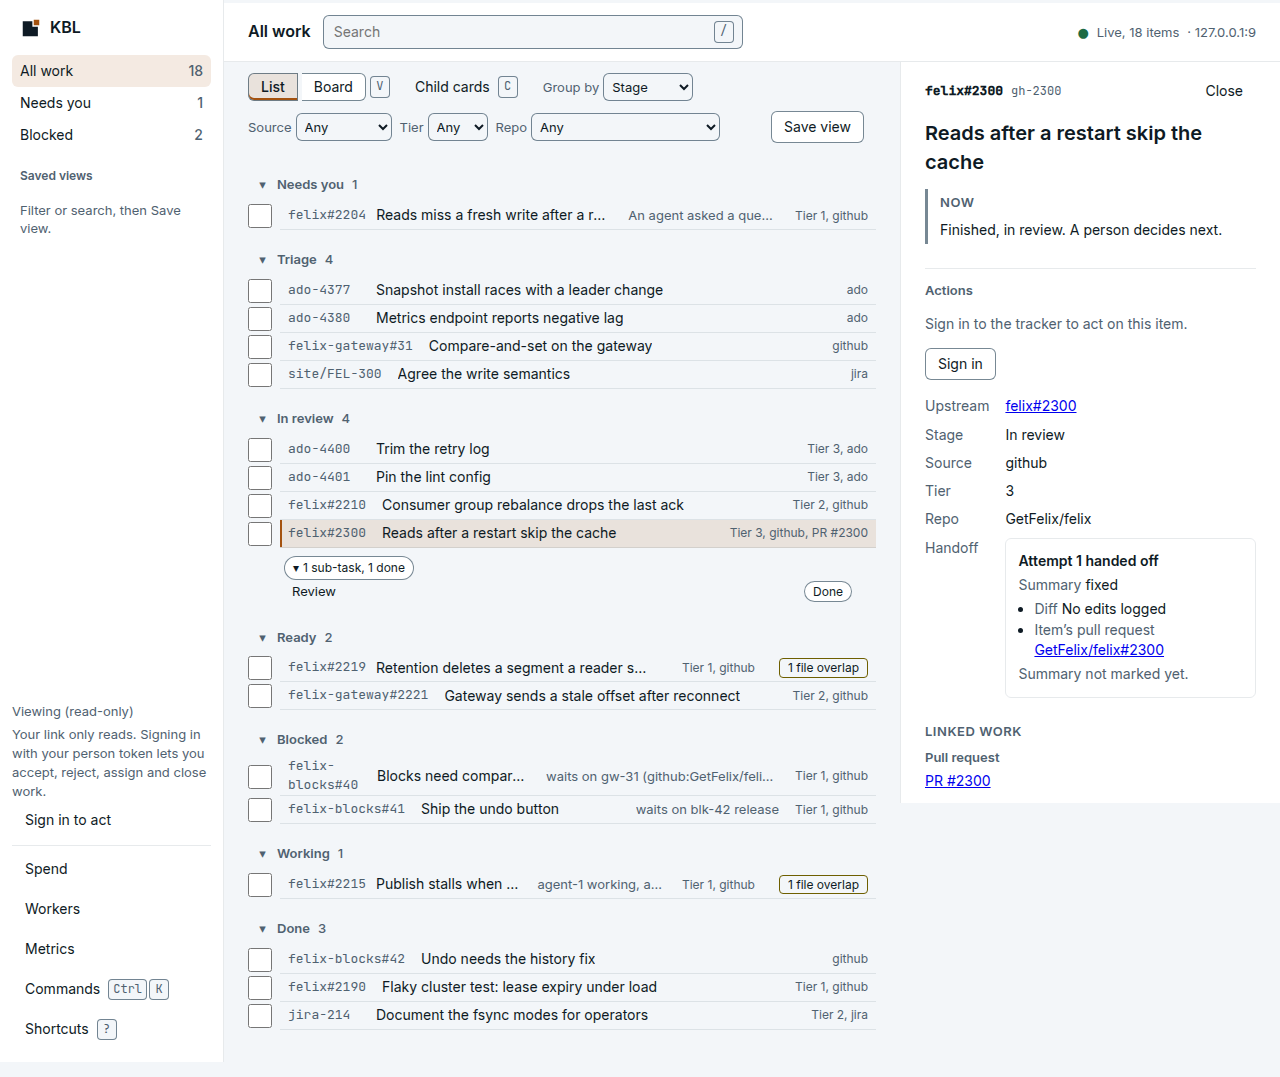 KBL
All work 18
Needs you 1
Blocked 2
Saved views
Filter or search, then Save
view.
Viewing (read-only)
Your link only reads. Signing in
with your person token lets you
accept, reject, assign and close
work.
Sign in to act
Spend
Workers
Metrics
Commands Ctrl K
Shortcuts ?
All work Search /
Live, 18 items · 127.0.0.1:9
List Board V Child cards C Group by Stage
Source Any Tier Any Repo Any Save view
▾ Needs you 1
felix#2204 Reads miss a fresh write after a r... An agent asked a que... Tier 1, github
▾ Triage 4
ado-4377 Snapshot install races with a leader change ado
ado-4380 Metrics endpoint reports negative lag ado
felix-gateway#31 Compare-and-set on the gateway github
site/FEL-300 Agree the write semantics jira
▾ In review 4
ado-4400 Trim the retry log Tier 3, ado
ado-4401 Pin the lint config Tier 3, ado
felix#2210 Consumer group rebalance drops the last ack Tier 2, github
felix#2300 Reads after a restart skip the cache Tier 3, github, PR #2300
▾ 1 sub-task, 1 done
Review Done
▾ Ready 2
felix#2219 Retention deletes a segment a reader s... Tier 1, github 1 file overlap
felix-gateway#2221 Gateway sends a stale offset after reconnect Tier 2, github
▾ Blocked 2
felix-
blocks#40 Blocks need compar... waits on gw-31 (github:GetFelix/feli... Tier 1, github
felix-blocks#41 Ship the undo button waits on blk-42 release Tier 1, github
▾ Working 1
felix#2215 Publish stalls when ... agent-1 working, a... Tier 1, github 1 file overlap
▾ Done 3
felix-blocks#42 Undo needs the history fix github
felix#2190 Flaky cluster test: lease expiry under load Tier 1, github
jira-214 Document the fsync modes for operators Tier 2, jira
felix#2300 gh-2300 Close
Reads after a restart skip the
cache
NOW
Finished, in review. A person decides next.
Actions
Sign in to the tracker to act on this item.
Sign in
Upstream felix#2300
Stage In review
Source github
Tier 3
Repo GetFelix/felix
Handoff
Attempt 1 handed off
Summary fixed
• Diff No edits logged
• Item's pull request
GetFelix/felix#2300
Summary not marked yet.
LINKED WORK
Pull request
PR #2300